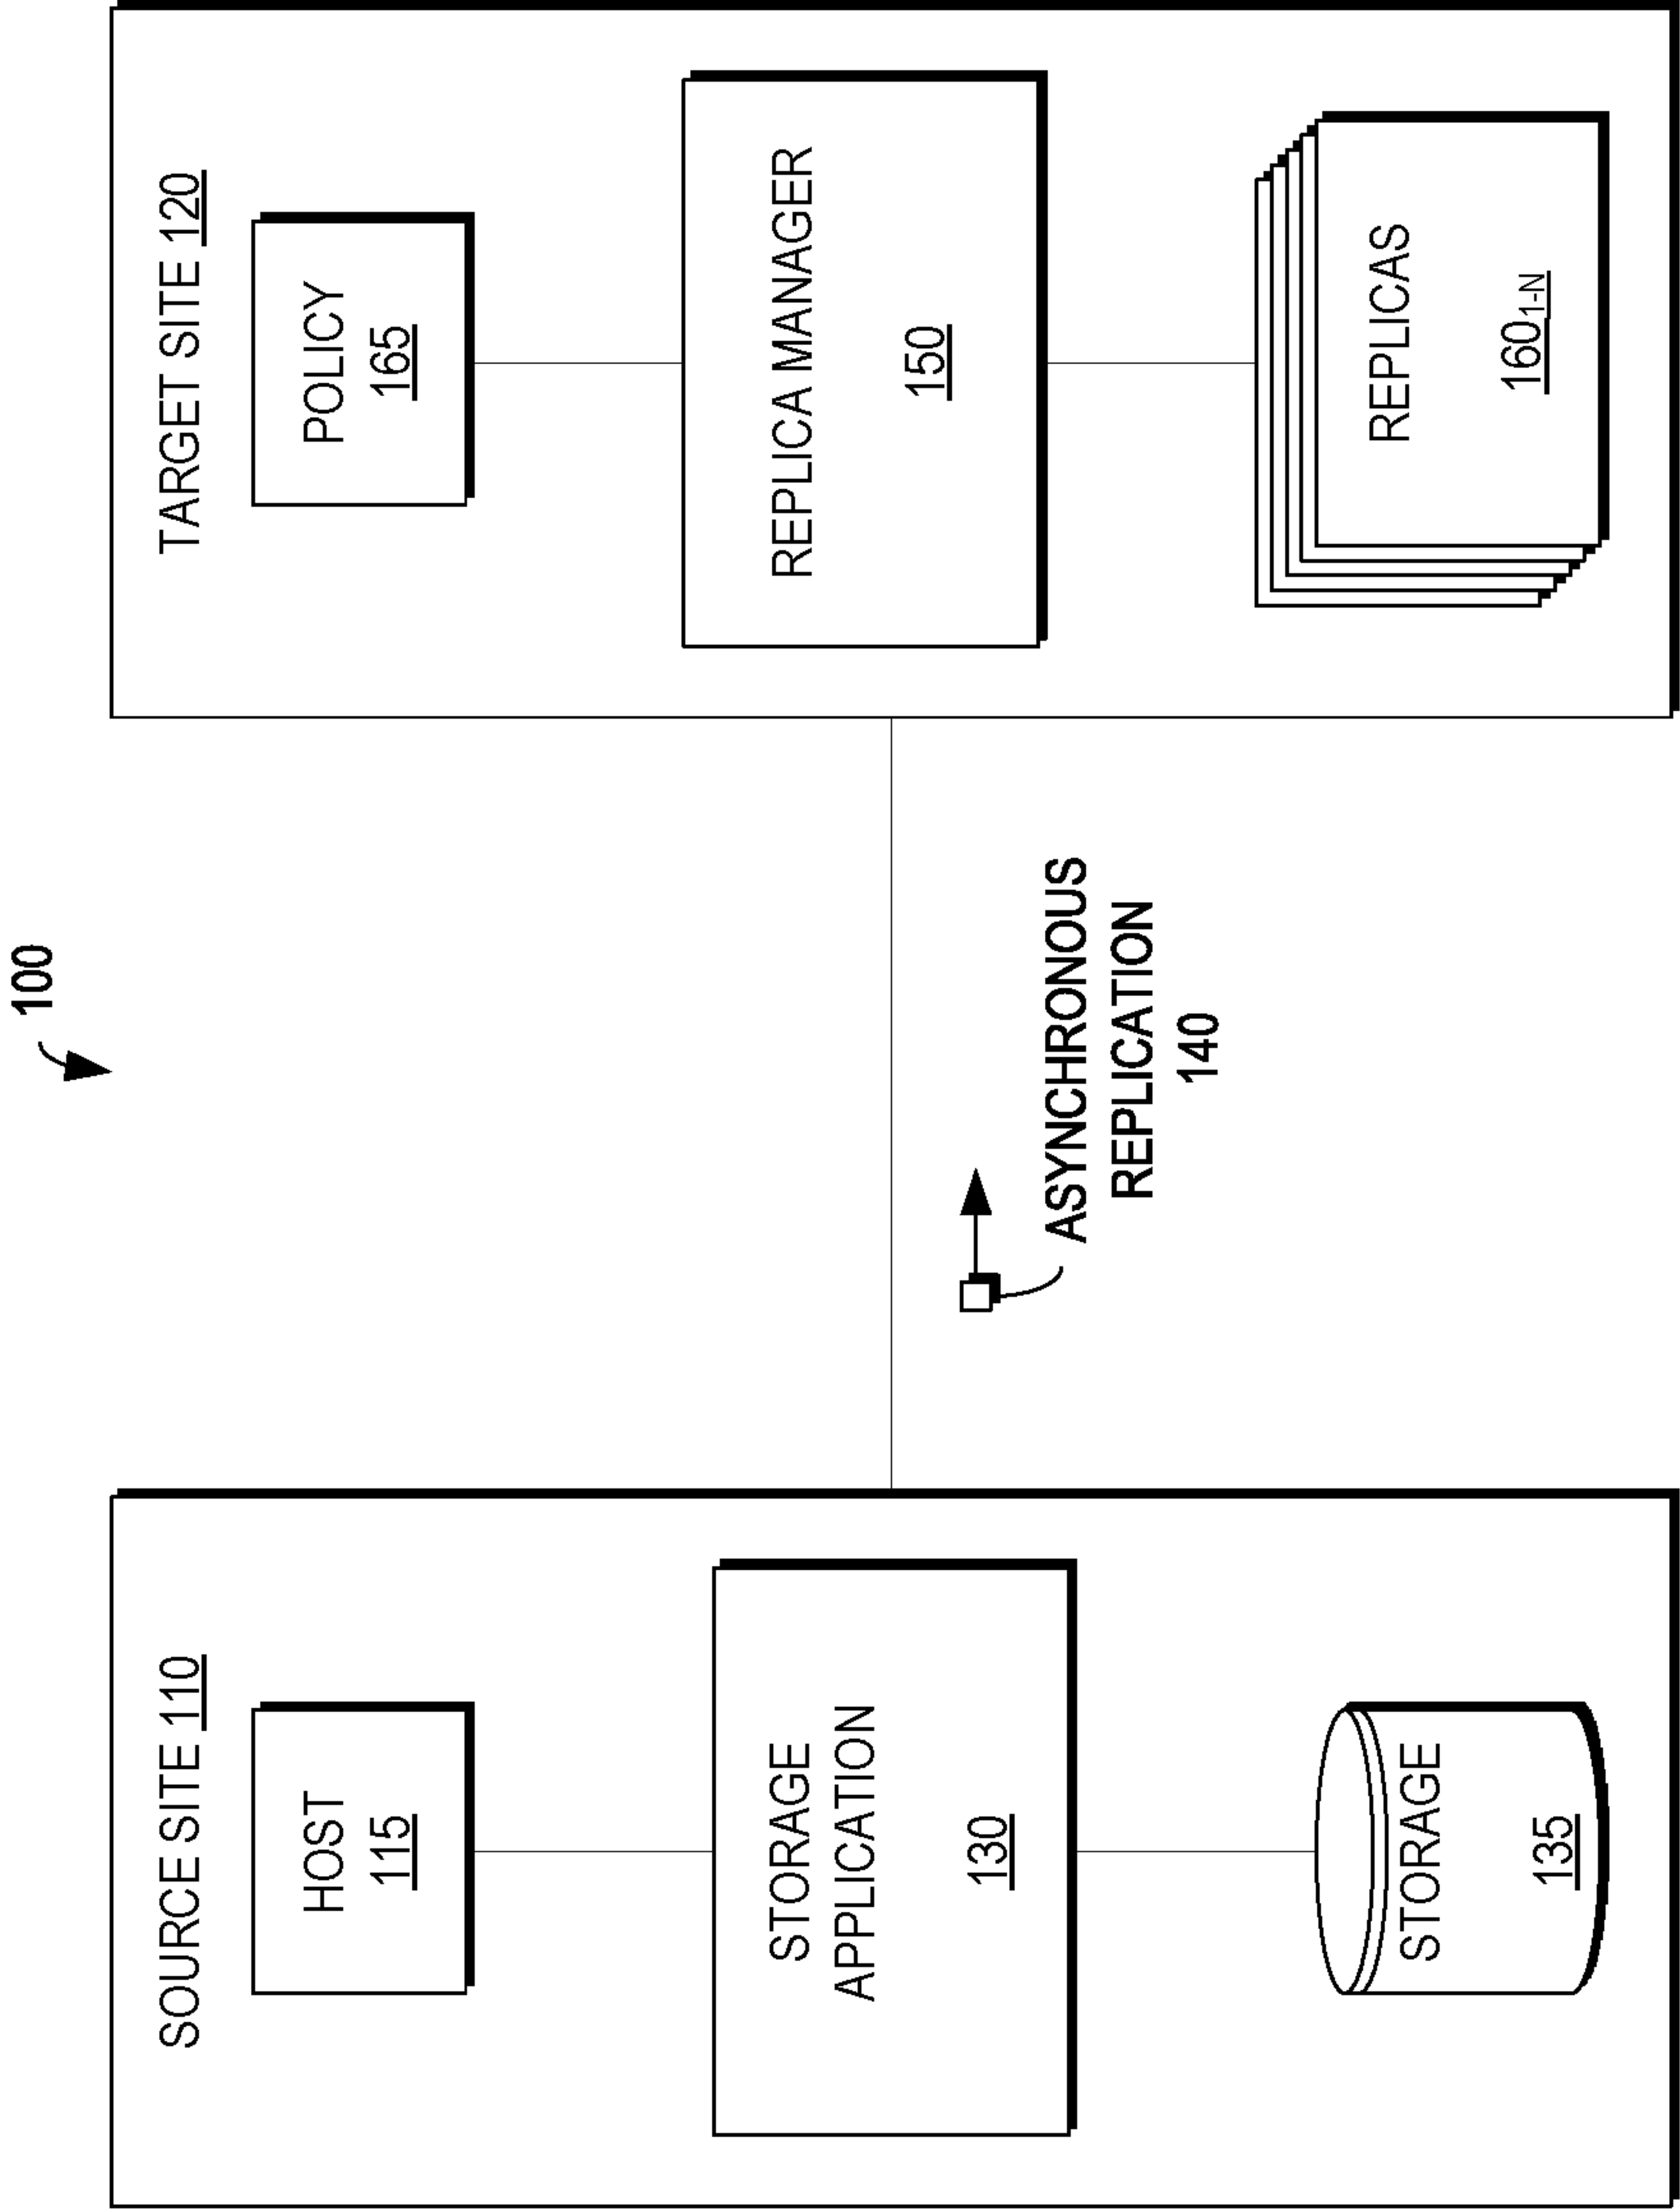 100
SOURCE SITE 110
HOST
115
STORAGE
APPLICATION
130
STORAGE
135
ASYNCHRONOUS
REPLICATION
140
TARGET SITE 120
POLICY
165
REPLICA MANAGER
150
REPLICAS
1601-N